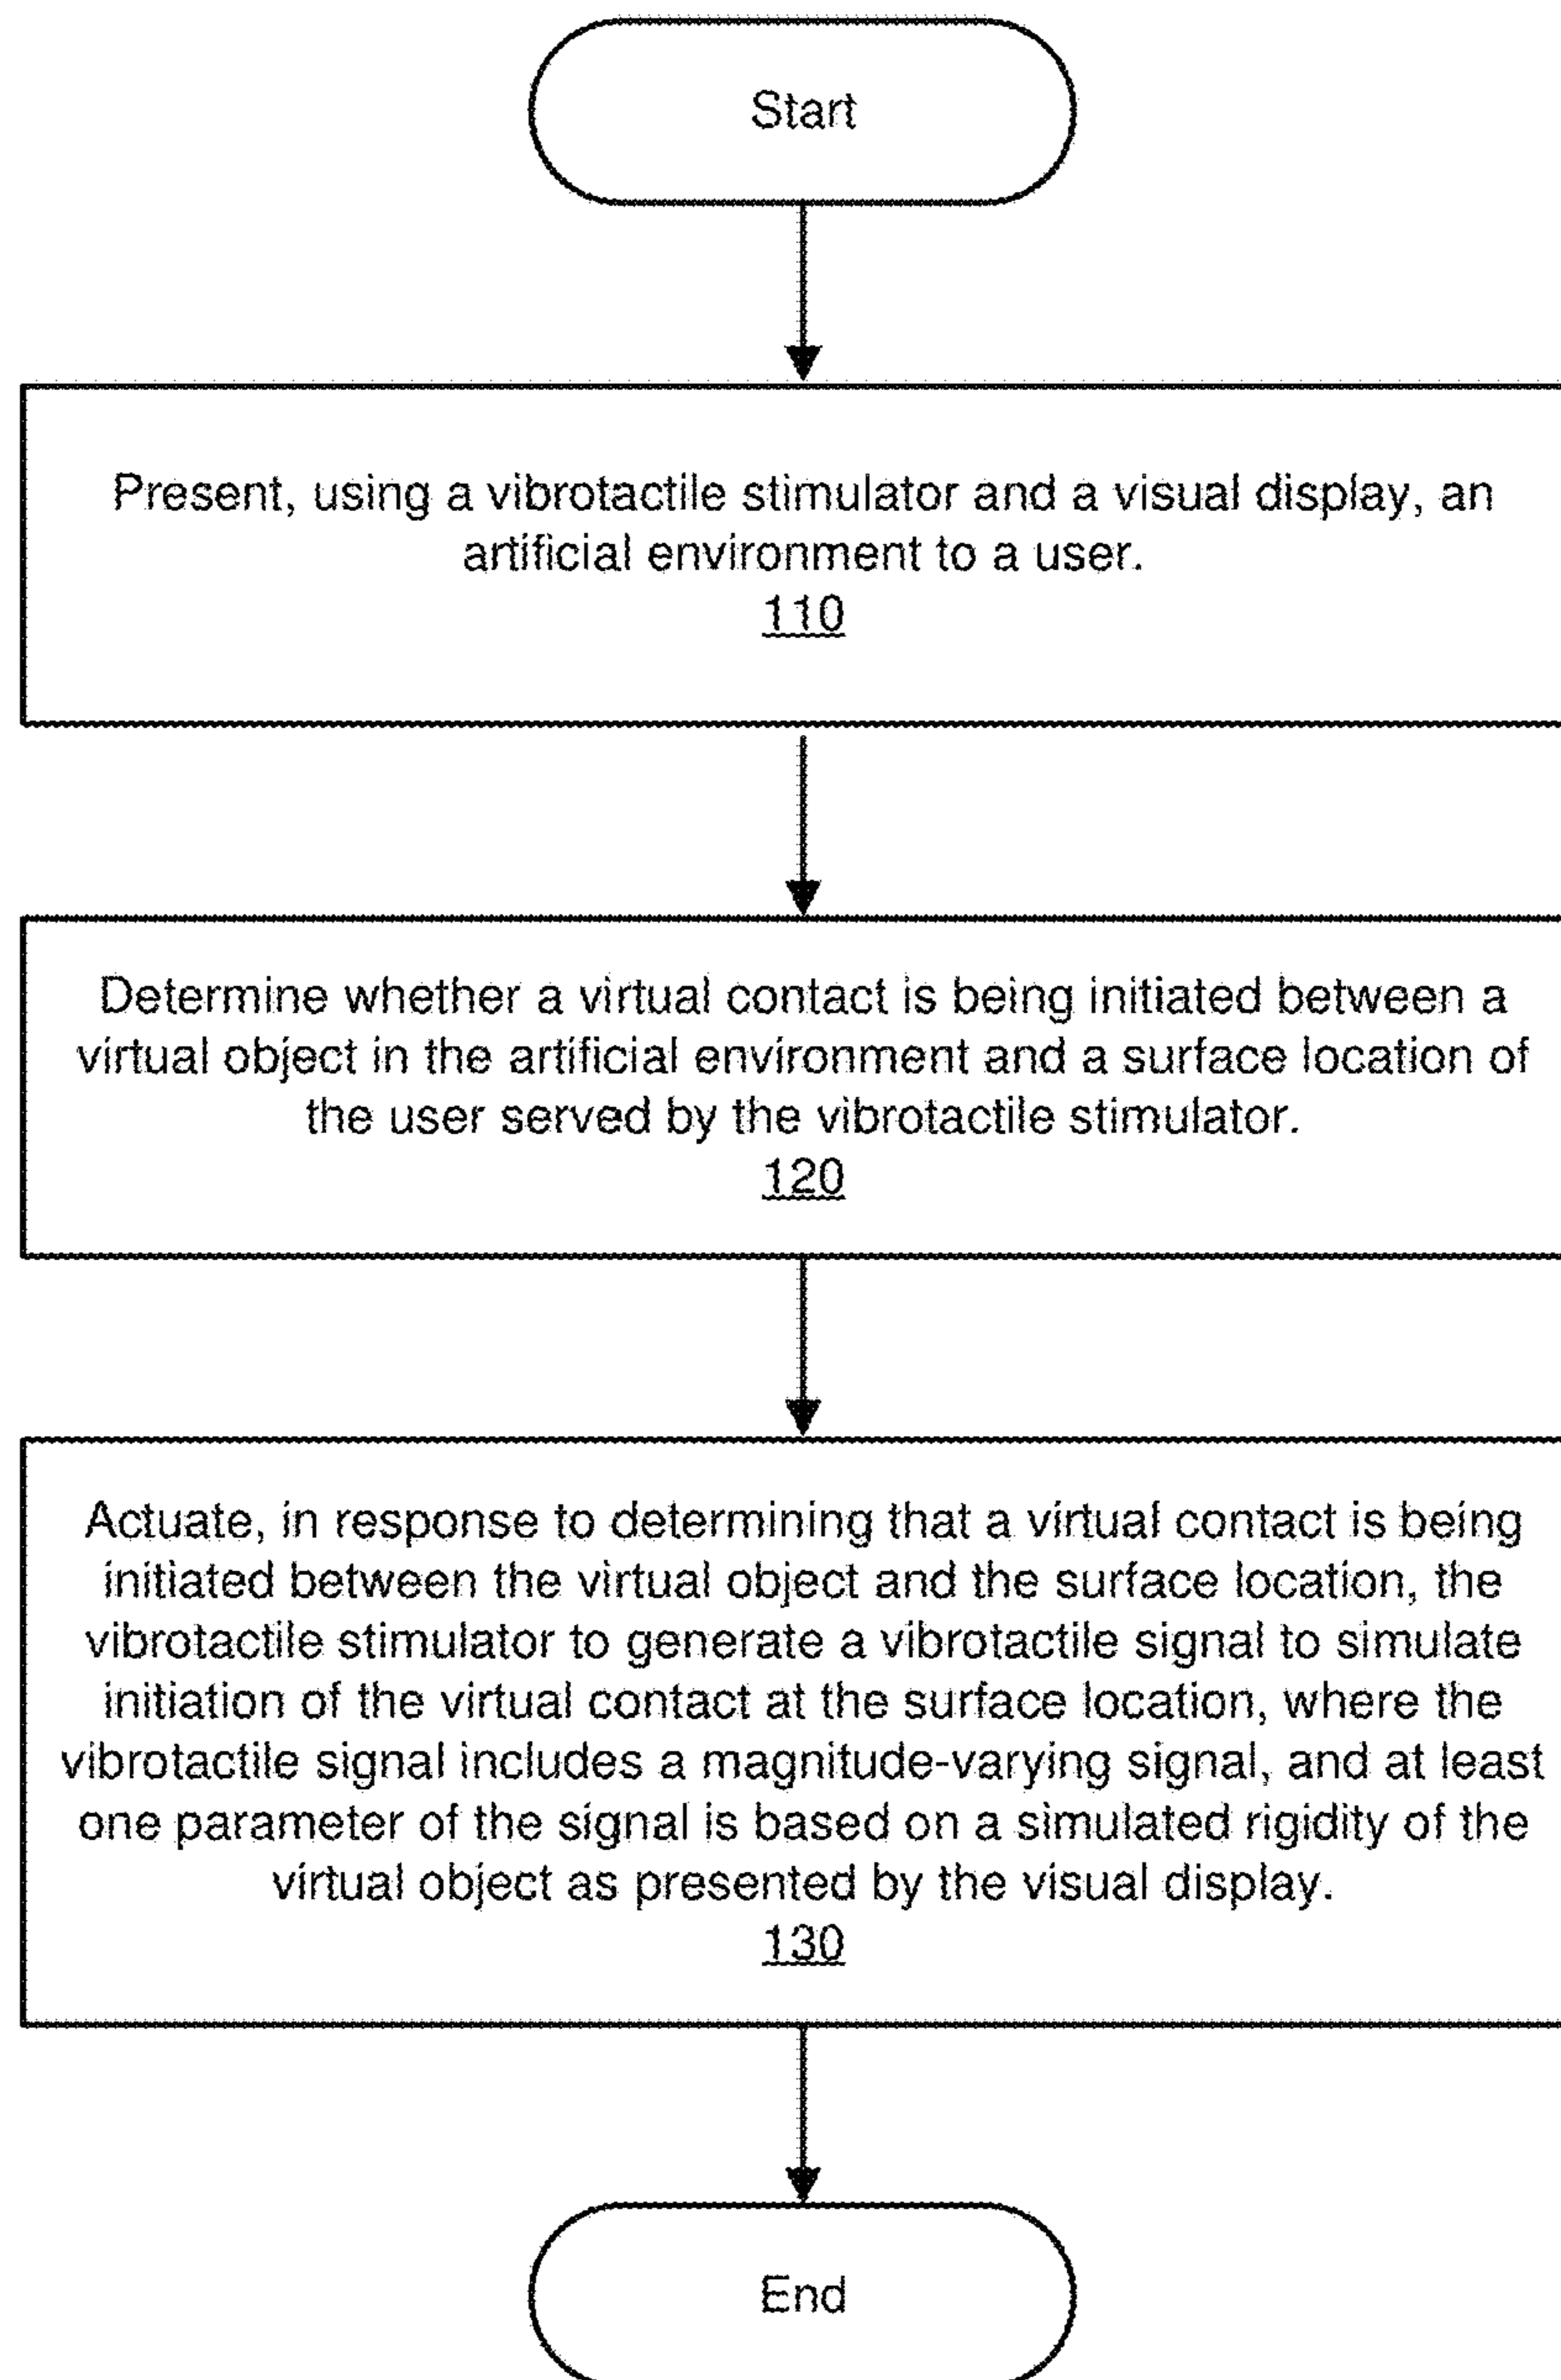 Start
Present, using a vibrotactile stimulator and a visual display, an
artificial environment to a user.
110
Determine whether a virtual contact is being initiated between a
virtual object in the artificial environment and a surface location of
the user served by the vibrotactile stimulator.
120
Actuate, in response to determining that a virtual contact is being
initiated between the virtual object and the surface location, the
vibrotactile stimulator to generate a vibrotactile signal to simulate
initiation of the virtual contact at the surface location, where the
vibrotactile signal includes a magnitude-varying signal, and at least
one parameter of the signal is based on a simulated rigidity of the
virtual object as presented by the visual display.
130
End